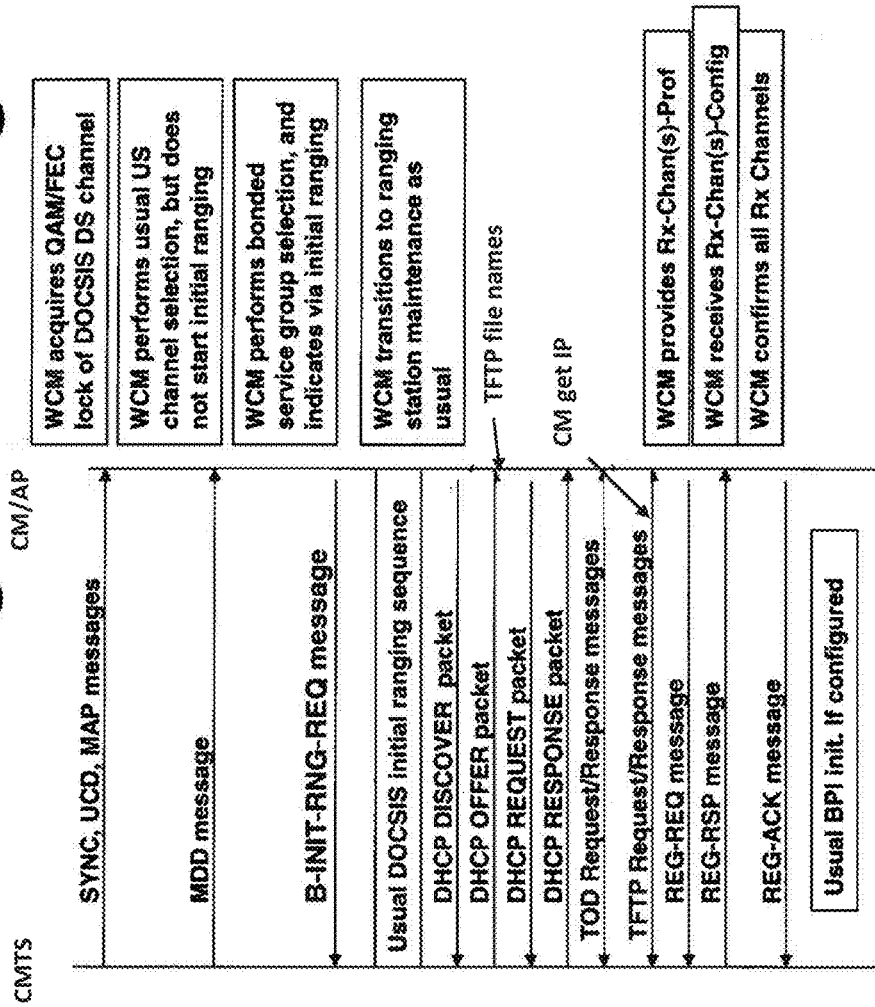 CMTS
CM/AP
SYNC, UCD, MAP messages
WCM acquires QAM/FEC
lock of DOCSIS DS channel
MDD message
WCM performs usual US
channel selection, but does
not start initial ranging
B-INIT-RNG-REQ message
WCM performs bonded
service group selection, and
indicates via initial ranging
Usual DOCSIS initial ranging sequence
WCM transitions to ranging
station maintenance as
usual
DHCP DISCOVER packet
DHCP OFFER packet
TFTP file names
DHCP REQUEST packet
DHCP RESPONSE packet
TOD Request/Response messages
CM get IP
TFTP Request/Response messages
REG-REQ message
WCM provides Rx-Chan(s)-Prof
REG-RSP message
WCM receives Rx-Chan(s)-Config
REG-ACK message
WCM confirms all Rx Channels
Usual BPI init. If configured